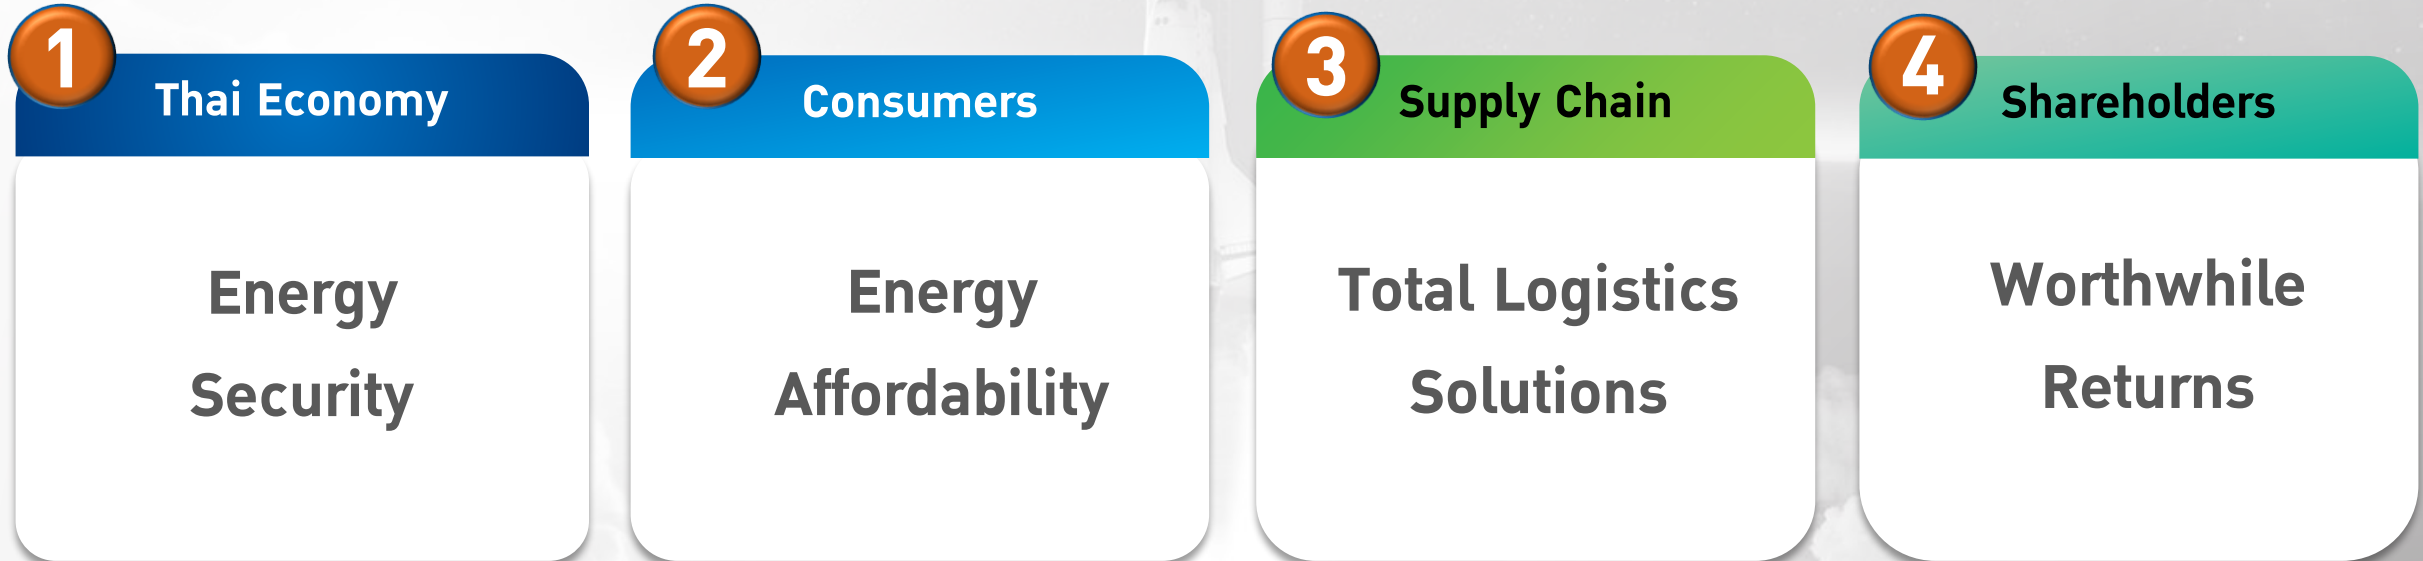 1
Thai Economy
Energy
Security
2
Consumers
Energy
Affordability
3
Supply Chain
Total Logistics
Solutions
4
Shareholders
Worthwhile
Returns